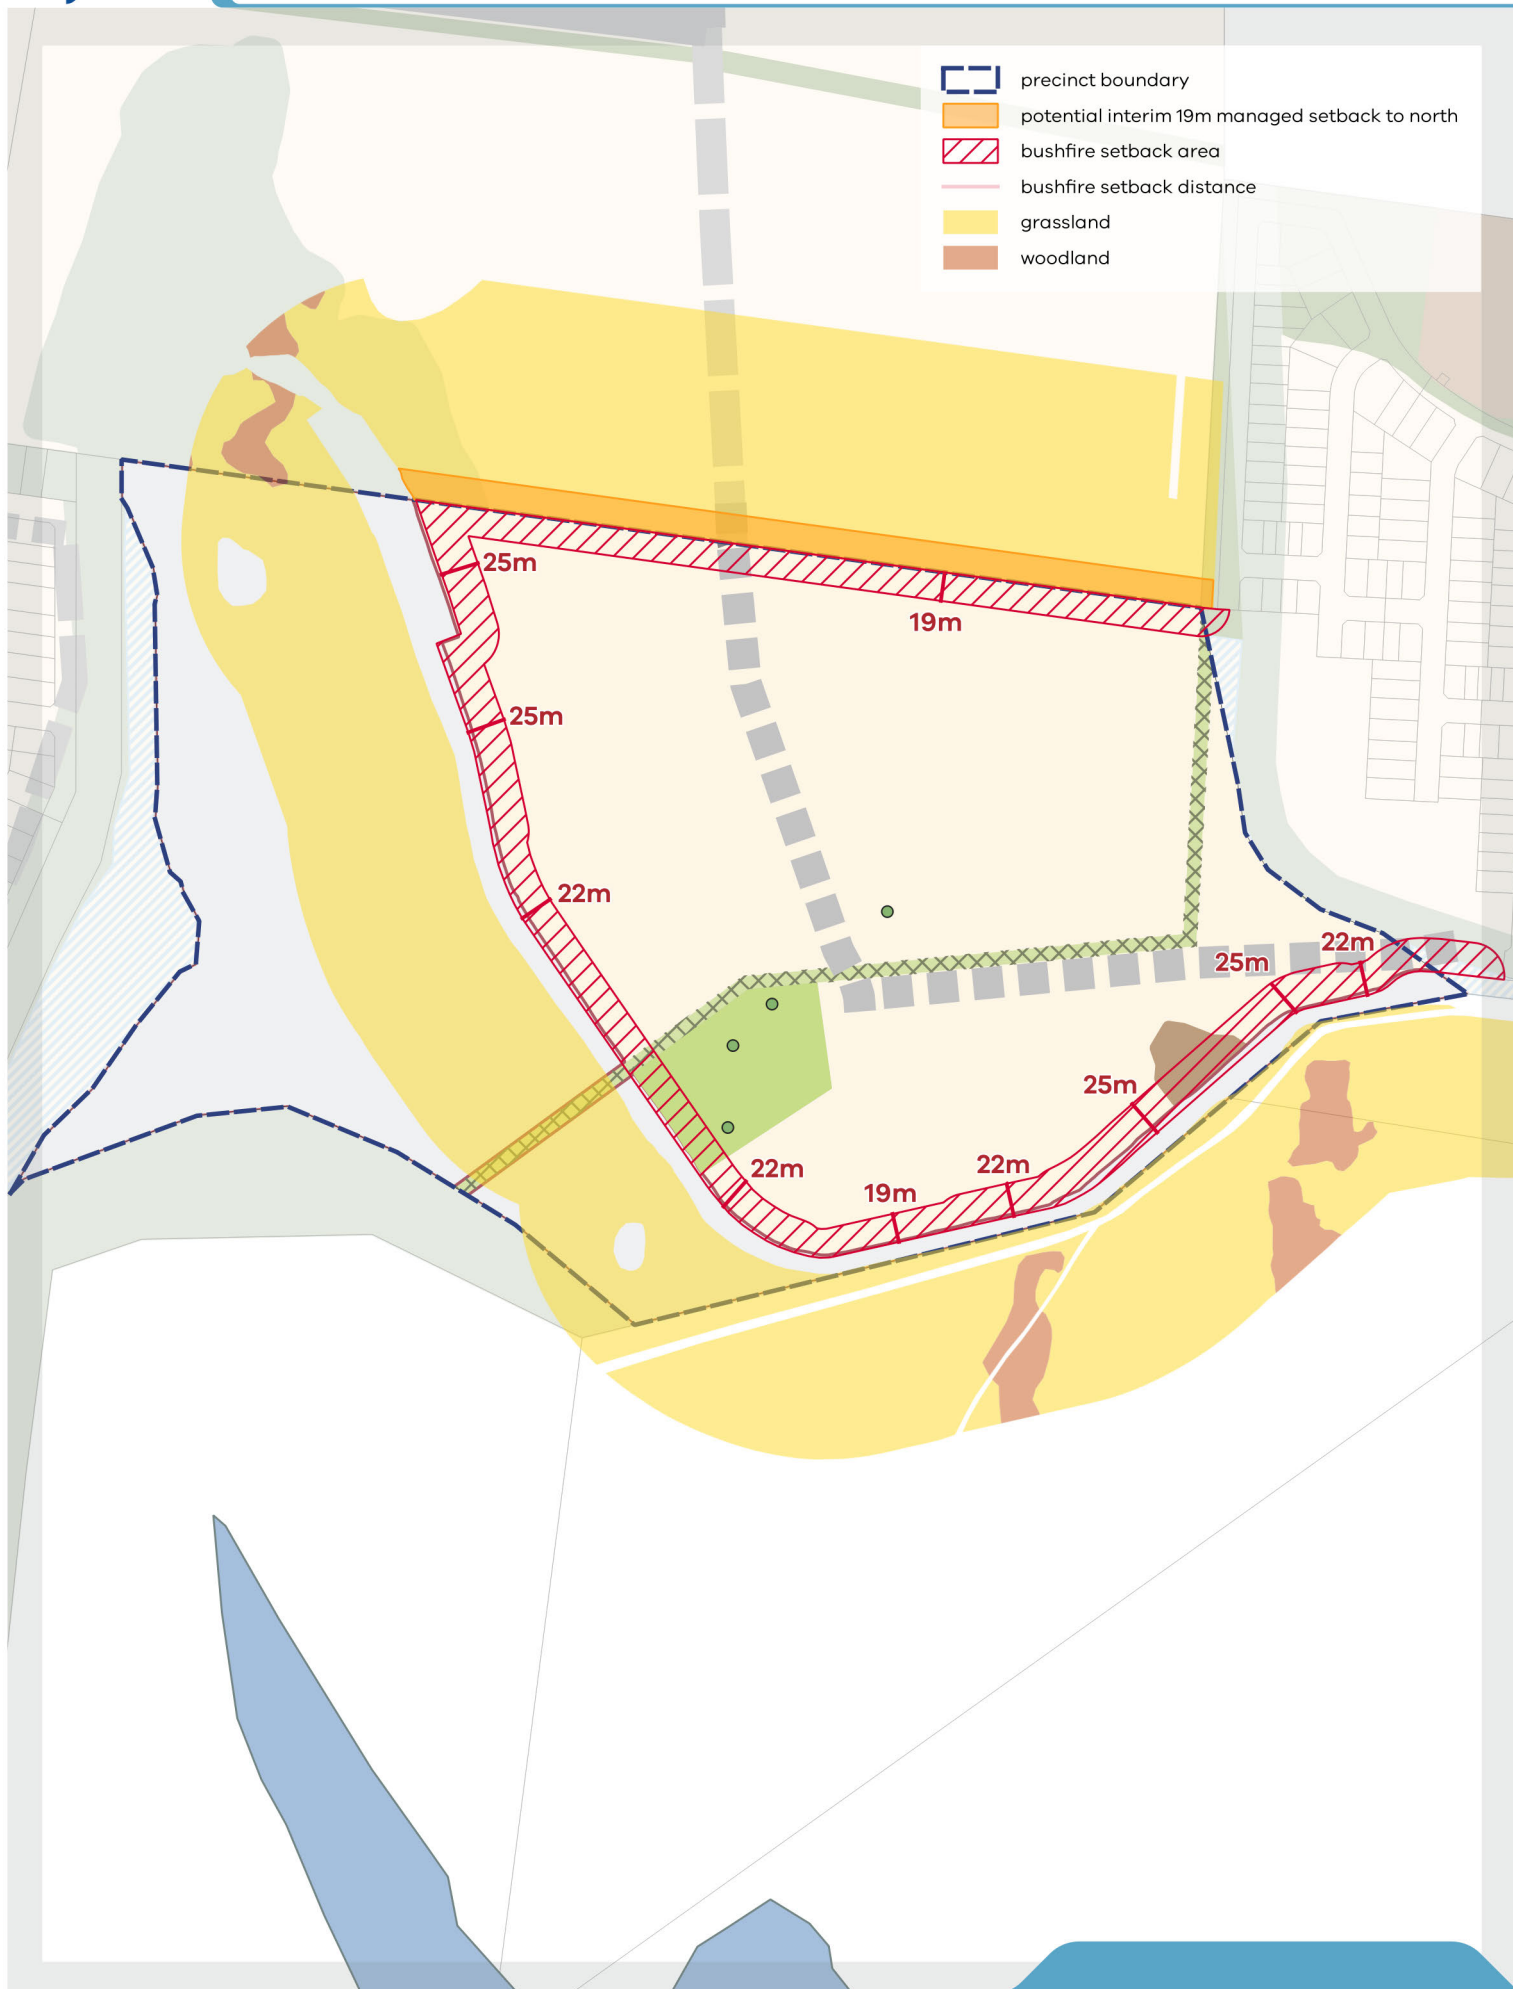 precinct boundary
potential interim 19m managed setback to north
bushfire setback area
bushfire setback distance
grassland
woodland
25m
19m
25m
22m
22m
25m
25m
22m
22m
19m